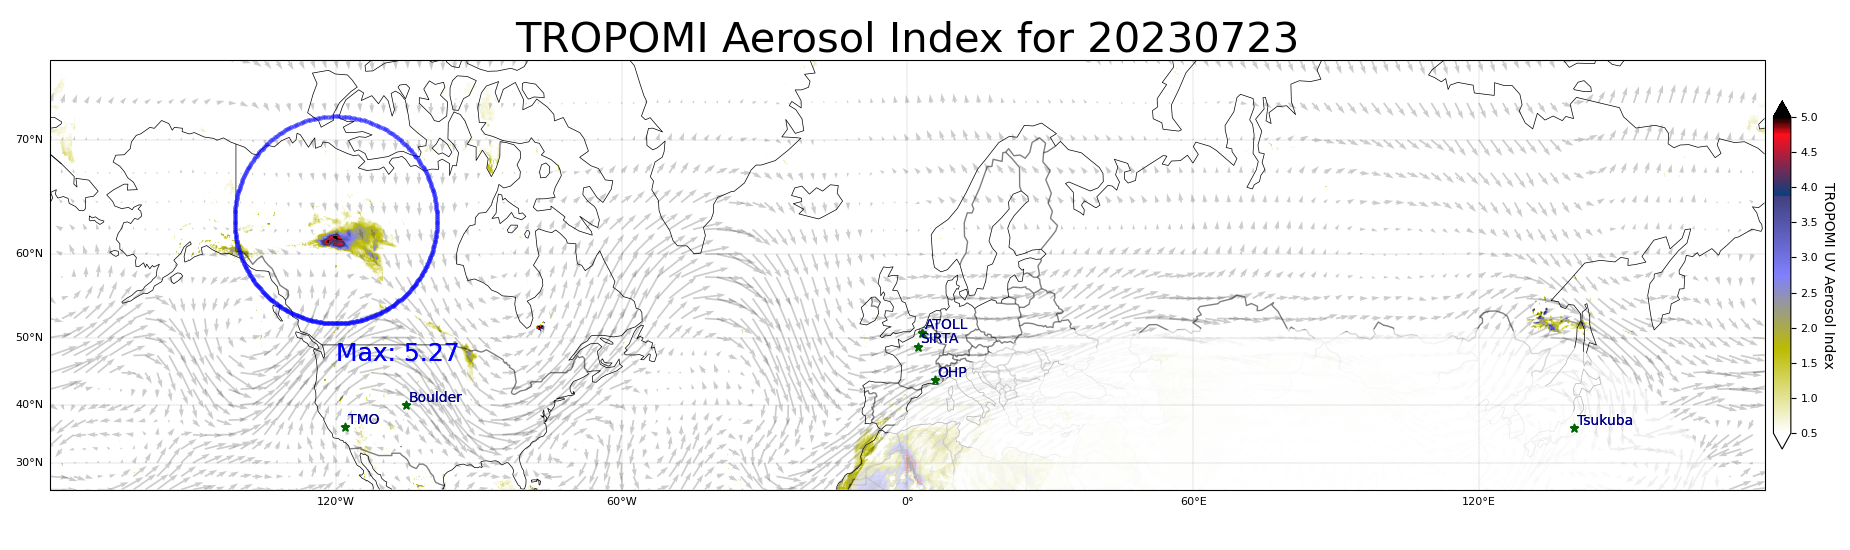 TROPOMI Aerosol Index for 20230723
70°N
60°N
50°N
40°N
30°N
120°W
60°W
0°
60°E
120°E
Max: 5.27
Boulder
TMO
ATOLL
SIRTA
OHP
Tsukuba
5.0
4.5
4.0
3.5
3.0
2.5
2.0
1.5
1.0
0.5
TROPOMI UV Aerosol Index